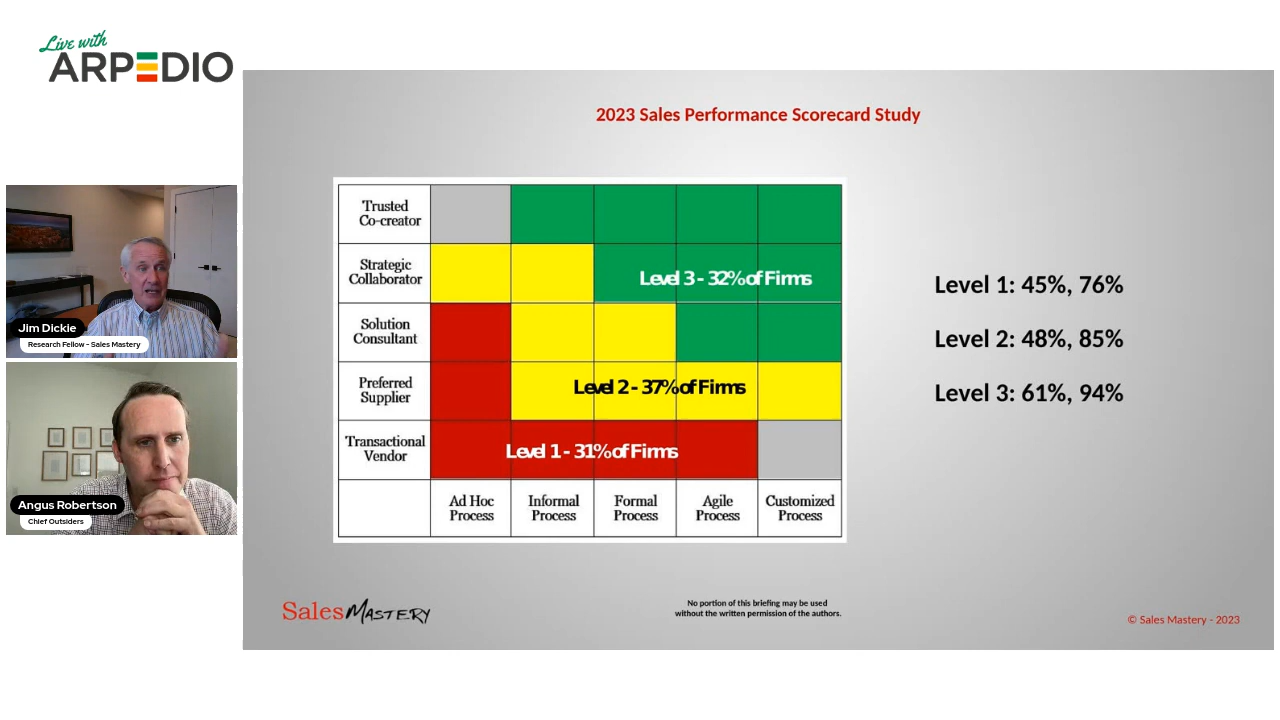 Live with
ARPEDIO
2023 Sales Performance Scorecard Study
Trusted
Co-creator
Strategic
Collaborator
Level 3 - 32% of Firms
Solution
Consultant
Preferred
Supplier
Level 2 - 37% of Firms
Transactional
Vendor
Level 1 - 31% of Firms
Ad Hoc
Process
Informal
Process
Formal
Process
Agile
Process
Customized
Process
Level 1: 45%, 76%
Level 2: 48%, 85%
Level 3: 61%, 94%
Jim Dickie
Research Fellow - Sales Mastery
Angus Robertson
Chief Outsiders
Sales MASTERY
No portion of this briefing may be used
without the written permission of the authors.
© Sales Mastery - 2023